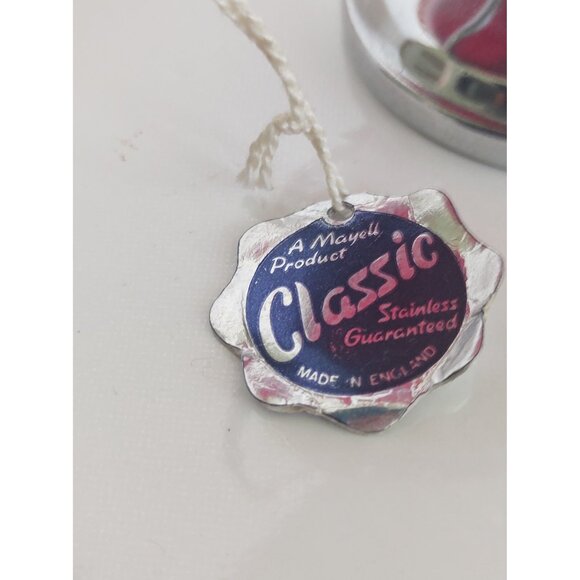 A Mayell
Product
Classic
Stainless
Guaranteed
MADE IN ENGLAND